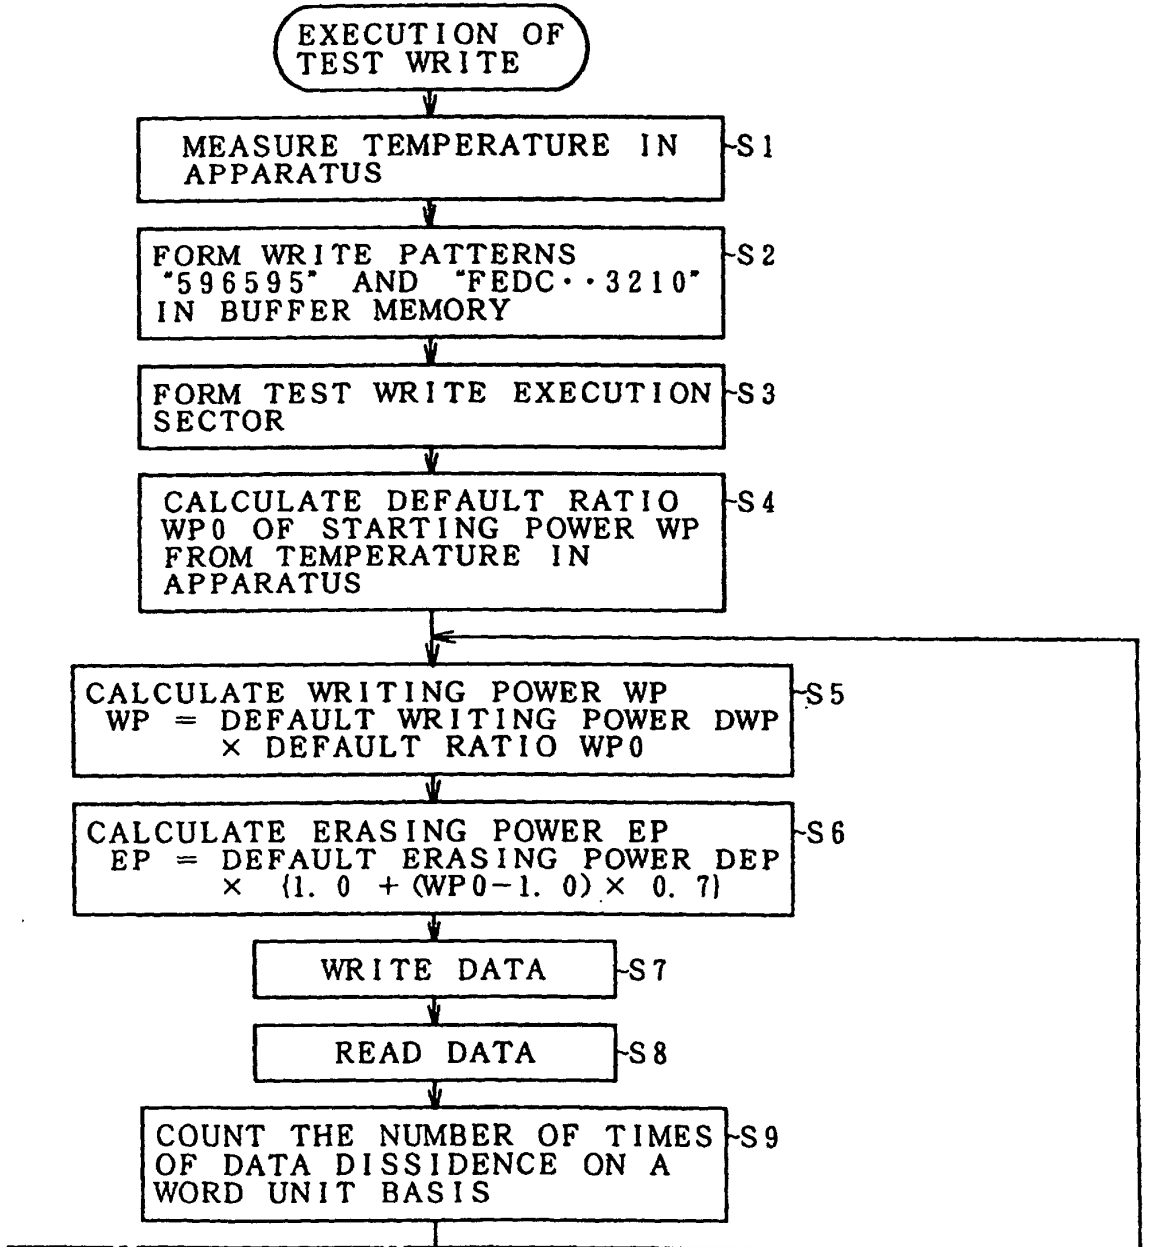 EXECUTION OF
TEST WRITE
MEASURE TEMPERATURE IN
APPARATUS
S1
FORM WRITE PATTERNS
"596595" AND "FEDC··3210"
IN BUFFER MEMORY
S2
FORM TEST WRITE EXECUTION
SECTOR
S3
CALCULATE DEFAULT RATIO
WP0 OF STARTING POWER WP
FROM TEMPERATURE IN
APPARATUS
S4
CALCULATE WRITING POWER WP
WP = DEFAULT WRITING POWER DWP
× DEFAULT RATIO WP0
S5
CALCULATE ERASING POWER EP
EP = DEFAULT ERASING POWER DEP
× {1.0 + (WP0-1.0) × 0.7}
S6
WRITE DATA
S7
READ DATA
S8
COUNT THE NUMBER OF TIMES
OF DATA DISSIDENCE ON A
WORD UNIT BASIS
S9